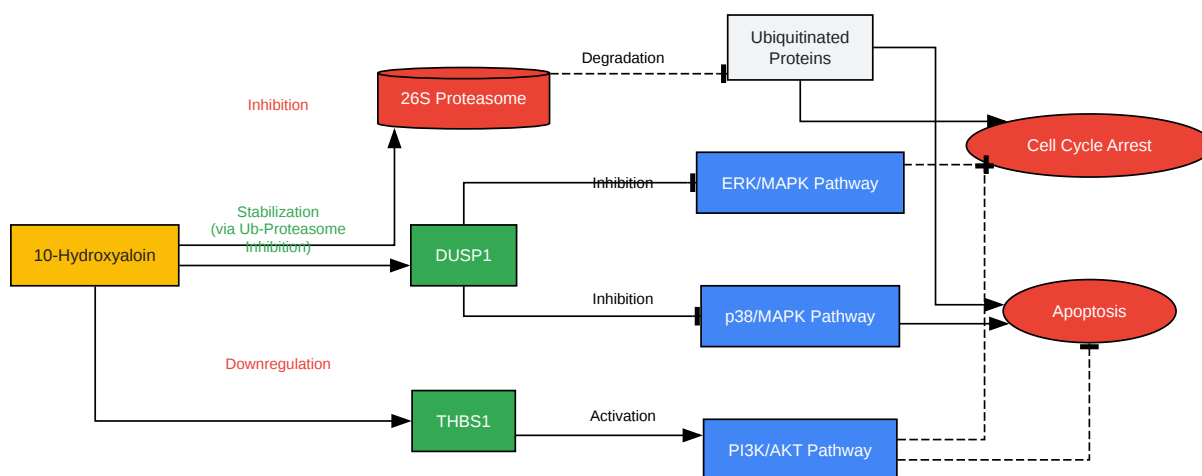 Ubiquitinated
Proteins
Degradation
26S Proteasome
Inhibition
Cell Cycle Arrest
Inhibition
ERK/MAPK Pathway
Stabilization
(via Ub-Proteasome
Inhibition)
10-Hydroxyaloin
DUSP1
Inhibition
p38/MAPK Pathway
Apoptosis
Downregulation
THBS1
Activation
PI3K/AKT Pathway